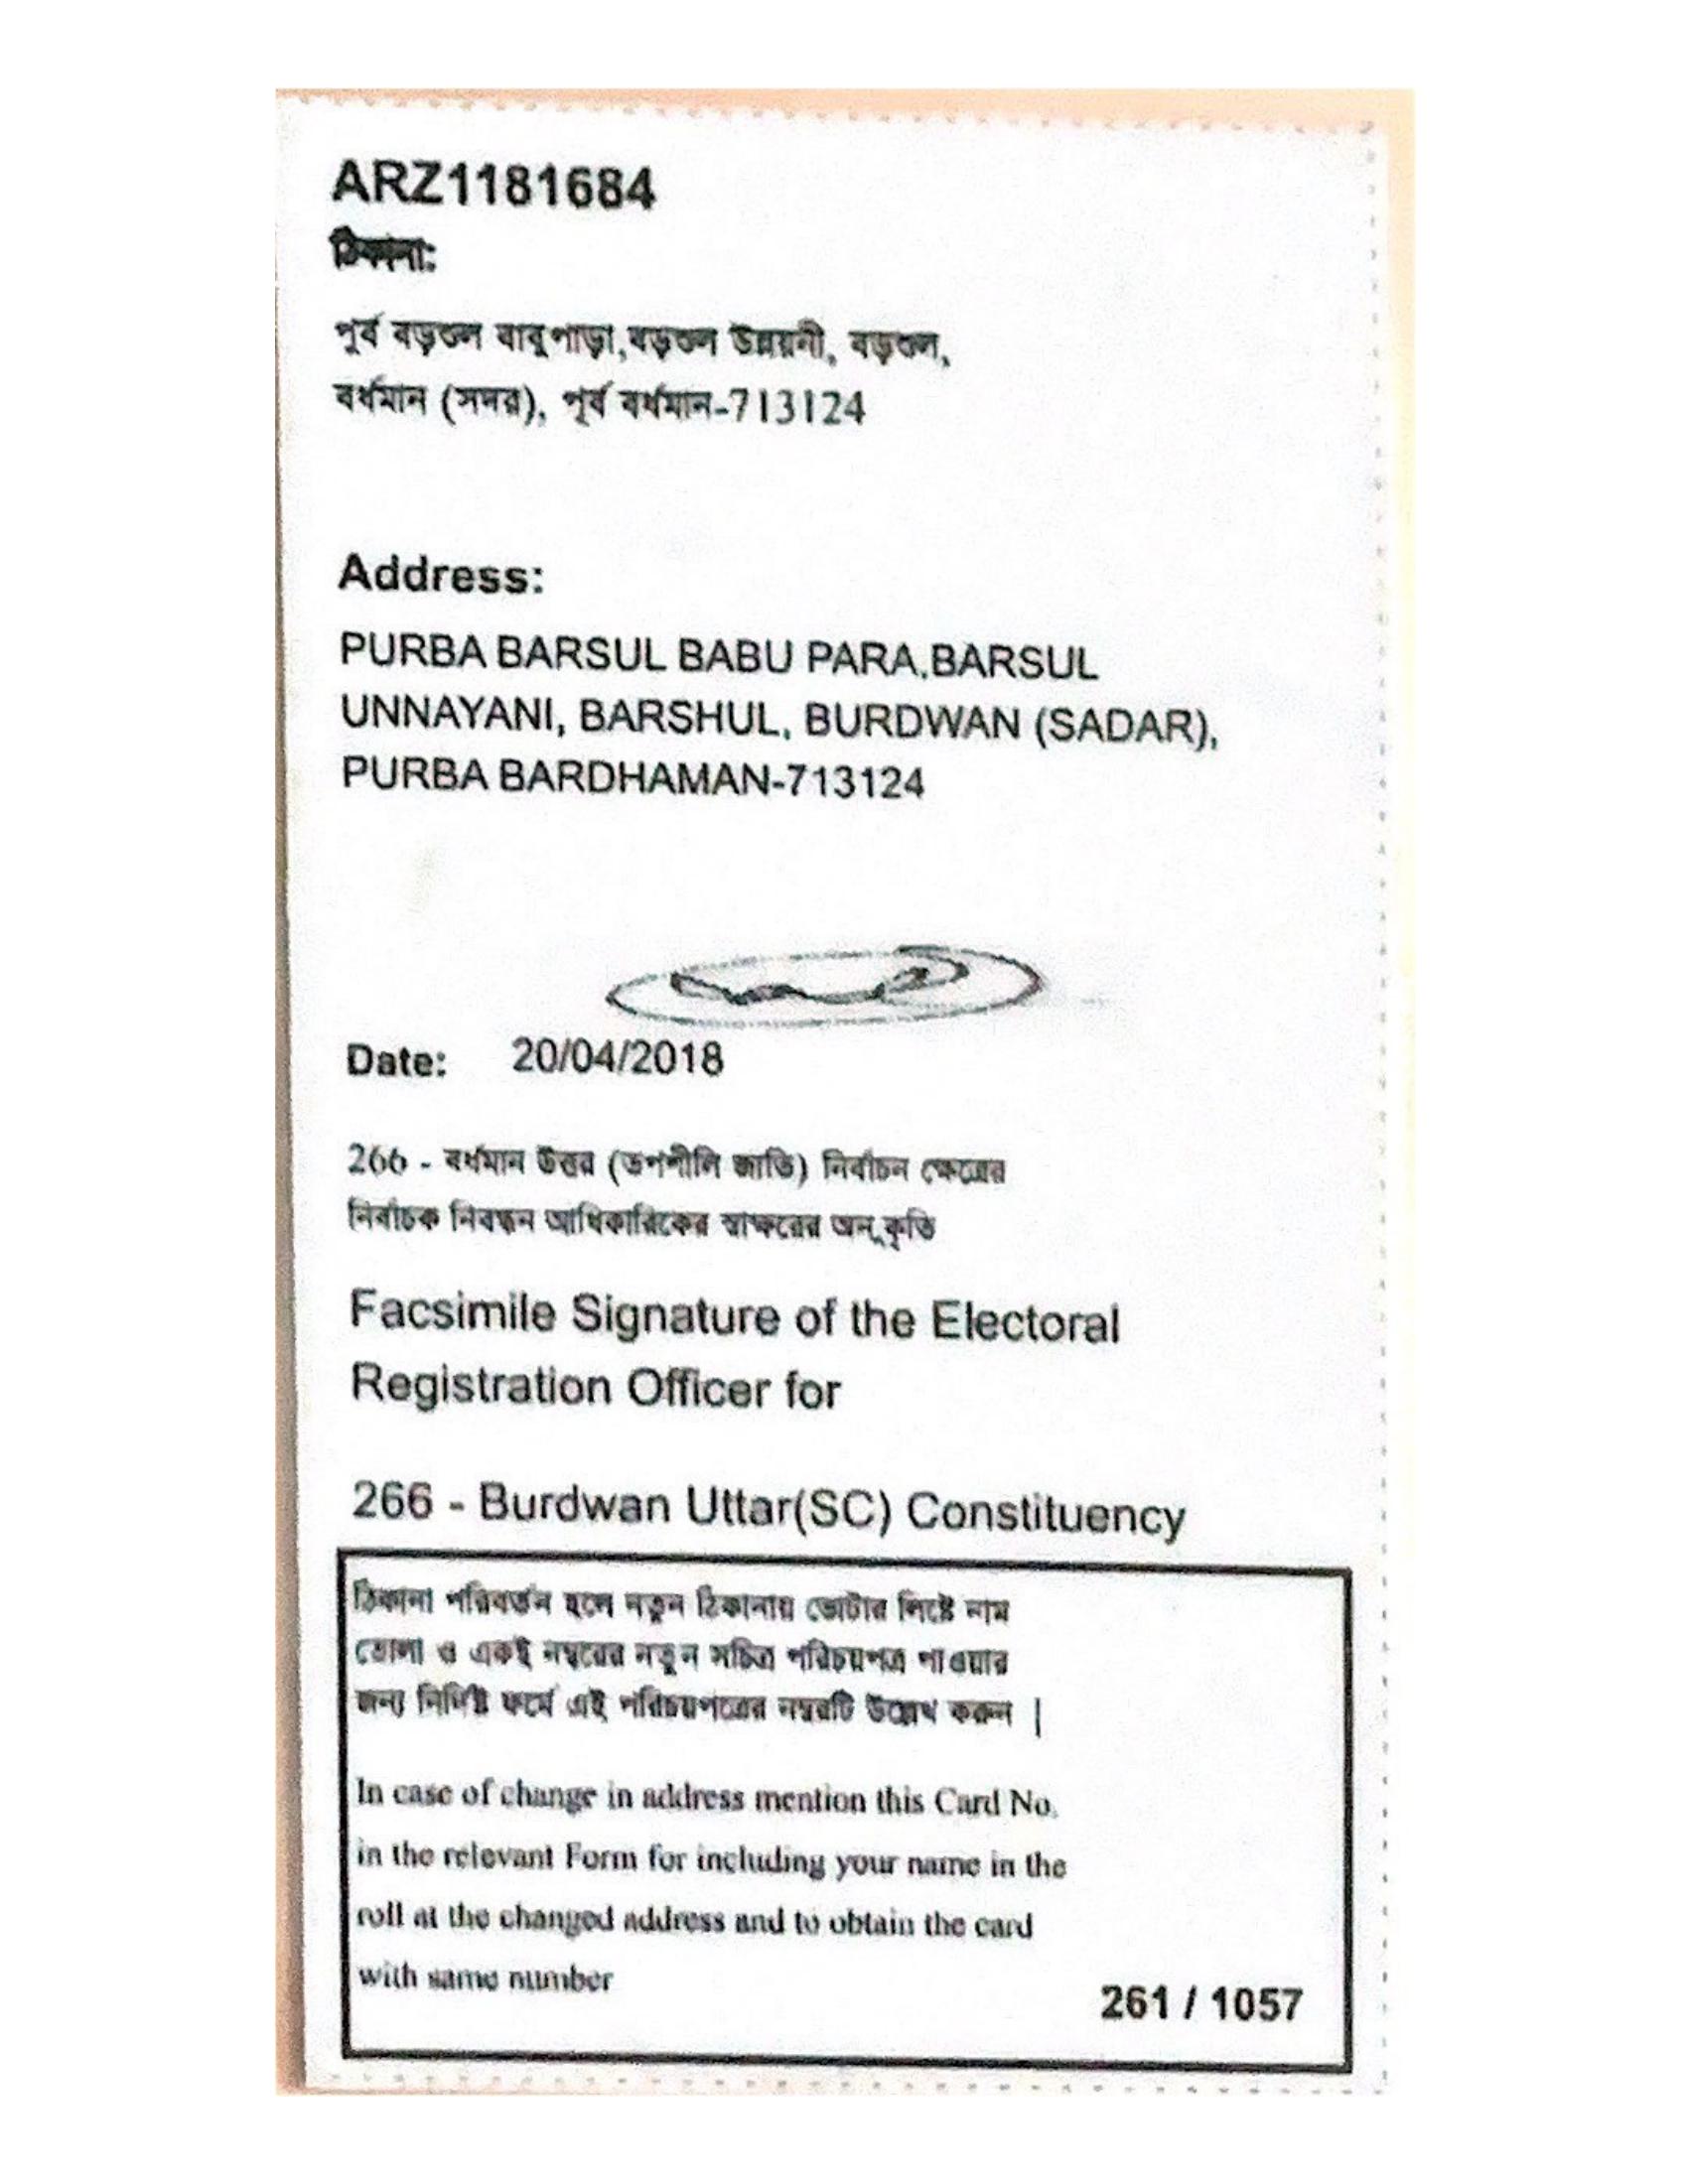 ARZ1181684
ঠিকানা:
পূর্ব বড়শুল বাবুপাড়া,বড়শুল উন্নয়নী, বড়শুল,
বর্ধমান (সদর), পূর্ব বর্ধমান-713124
Address:
PURBA BARSUL BABU PARA,BARSUL
UNNAYANI, BARSHUL, BURDWAN (SADAR),
PURBA BARDHAMAN-713124
Date: 20/04/2018
266 - বর্ধমান উত্তর (তপশীলি জাতি) নির্বাচন ক্ষেত্রের
নির্বাচক নিবন্ধন আধিকারিকের স্বাক্ষরের অনুকৃতি
Facsimile Signature of the Electoral
Registration Officer for
266 - Burdwan Uttar(SC) Constituency
ঠিকানা পরিবর্তন হলে নতুন ঠিকানায় ভোটার লিষ্টে নাম
তোলা ও একই নম্বরের নতুন সচিত্র পরিচয়পত্র পাওয়ার
জন্য নির্দিষ্ট ফর্মে এই পরিচয়পত্রের নম্বরটি উল্লেখ করুন |
In case of change in address mention this Card No.
in the relevant Form for including your name in the
roll at the changed address and to obtain the card
with same number
261 / 1057